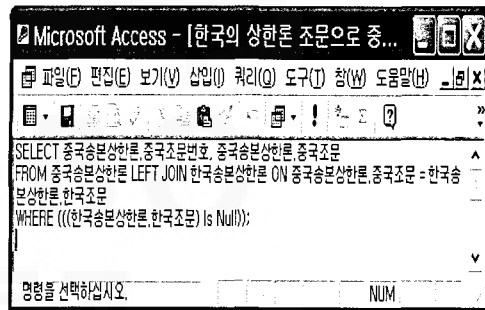 Microsoft Access - [한국의 상한론 조문으로 중...
파일(F) 편집(E) 보기(V) 삽입(I) 쿼리(Q) 도구(T) 창(W) 도움말(H)
SELECT 중국송본상한론.중국조문번호, 중국송본상한론.중국조문
FROM 중국송본상한론 LEFT JOIN 한국송본상한론 ON 중국송본상한론.중국조문 = 한국송
본상한론.한국조문
WHERE (((한국송본상한론.한국조문) Is Null));
명령을 선택하십시오.
NUM